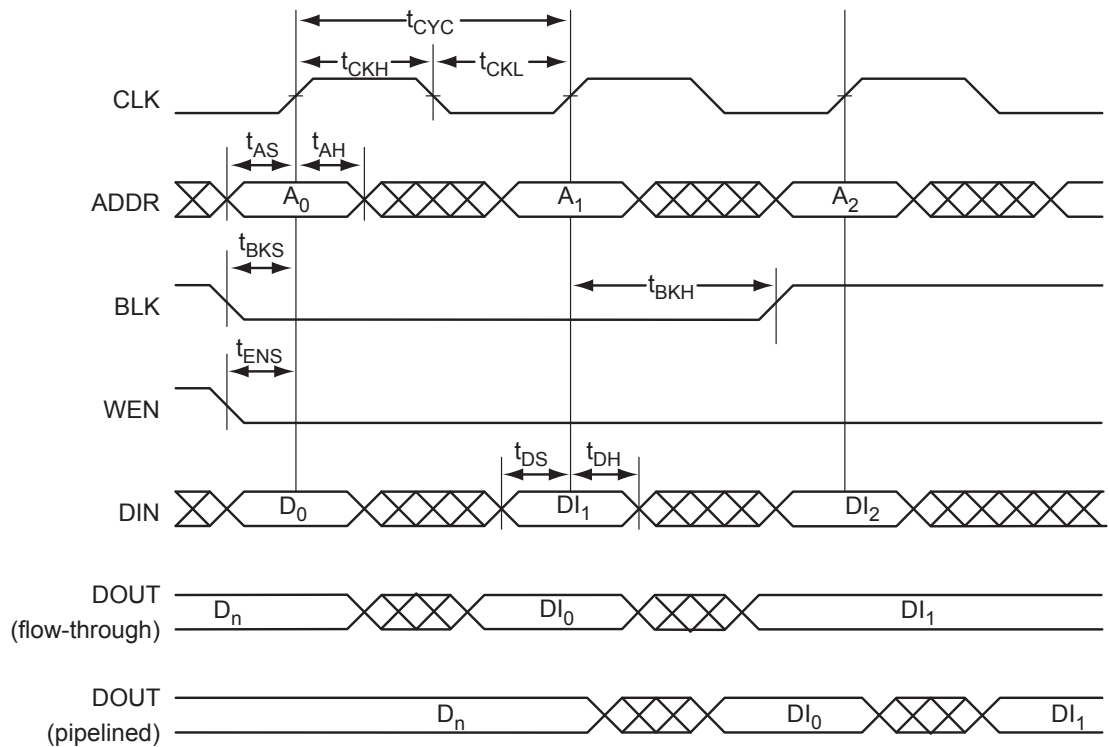 tCYC
tCKH tCKL
CLK
tAS tAH
ADDR A0 A1 A2
tBKS
BLK tBKH
tENS
WEN
tDS tDH
DIN D0 DI1 DI2
DOUT
(flow-through)
Dn DI0 DI1
DOUT
(pipelined)
Dn DI0 DI1